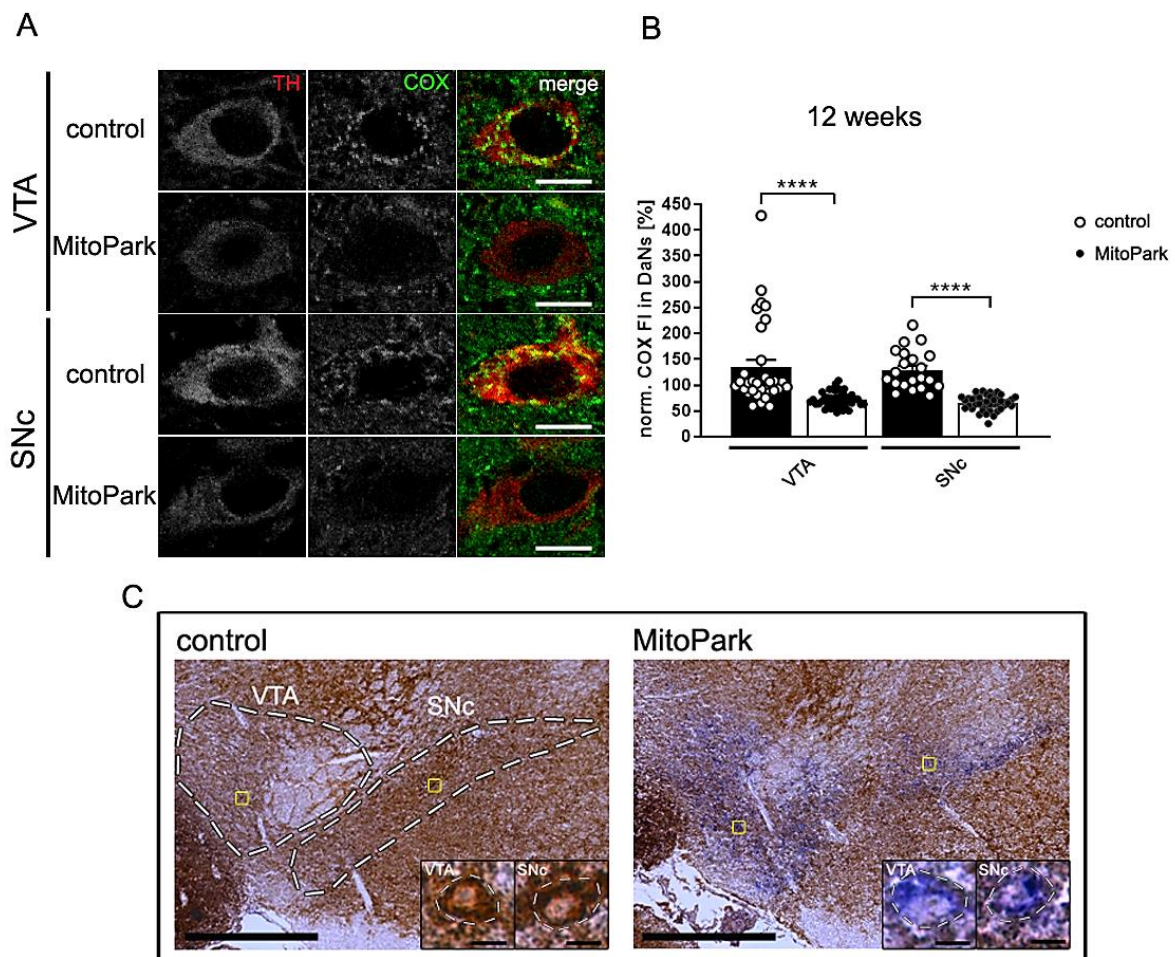 A
TH
COX
merge
VTA
control
MitoPark
SNc
control
MitoPark
B
12 weeks
norm. COX FI in DaNs [%]
450
400
350
300
250
200
150
100
50
0
****
****
control
MitoPark
VTA
SNc
C
control
VTA
SNc
VTA
SNc
MitoPark
VTA
SNc